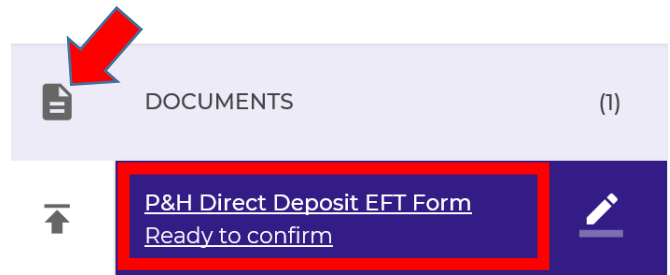 DOCUMENTS (1)
P&H Direct Deposit EFT Form
Ready to confirm